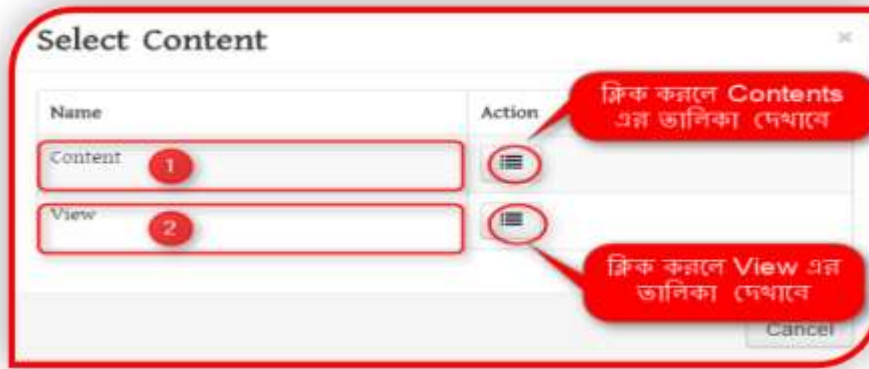 Select Content
×
Name Action
ক্লিক করলে Contents
এর তালিকা দেখাবে
Content 1
View 2
ক্লিক করলে View এর
তালিকা দেখাবে
Cancel